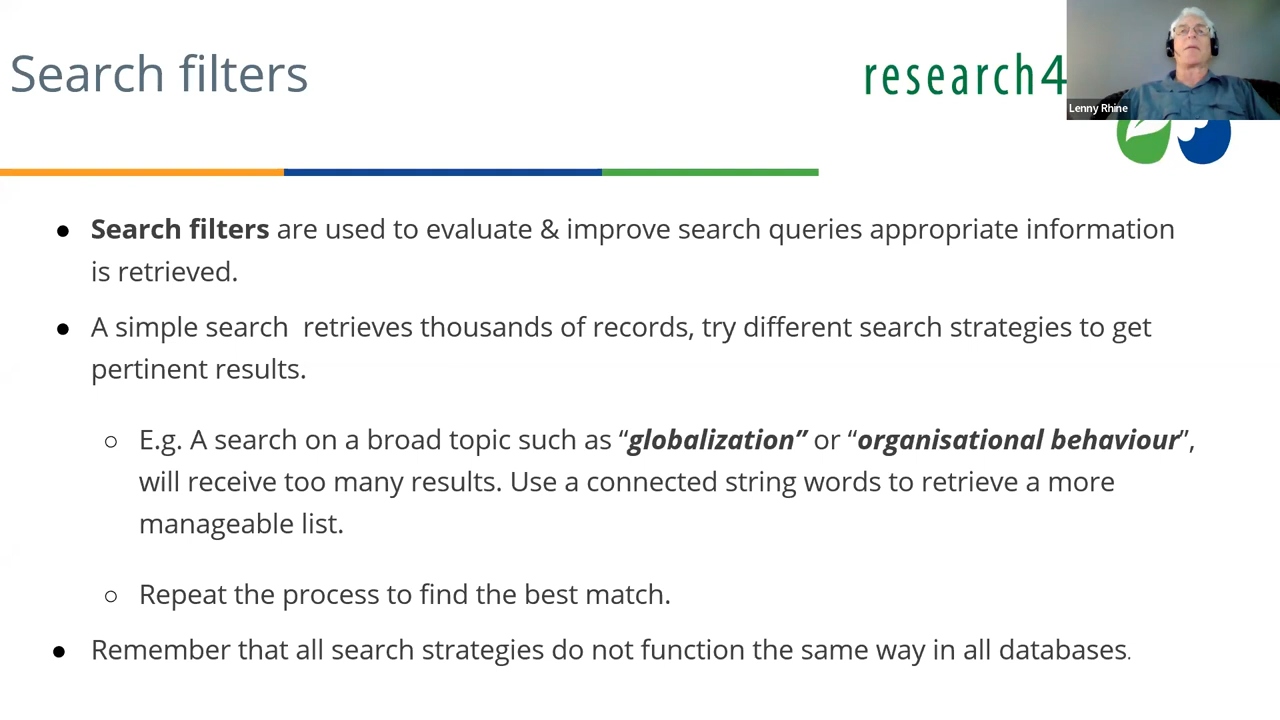 Search filters
research4
Lenny Rhine
● Search filters are used to evaluate & improve search queries appropriate information
is retrieved.
● A simple search  retrieves thousands of records, try different search strategies to get
pertinent results.
○ E.g. A search on a broad topic such as “globalization” or “organisational behaviour”,
will receive too many results. Use a connected string words to retrieve a more
manageable list.
○ Repeat the process to find the best match.
● Remember that all search strategies do not function the same way in all databases.